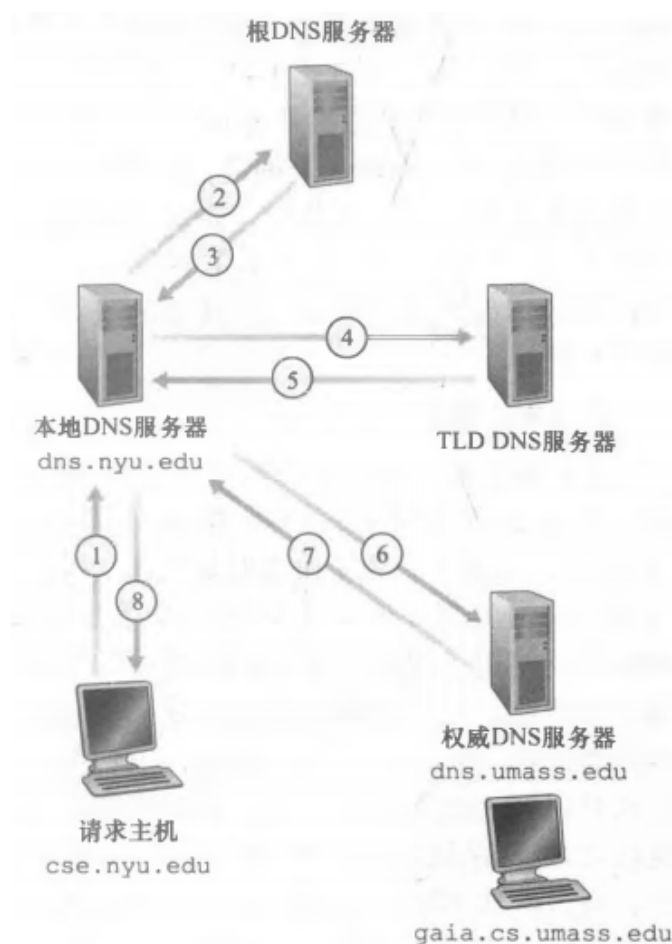 根DNS服务器
2
3
4
5
本地DNS服务器
dns.nyu.edu
TLD DNS服务器
1
8
7
6
权威DNS服务器
dns.umass.edu
请求主机
cse.nyu.edu
gaia.cs.umass.edu